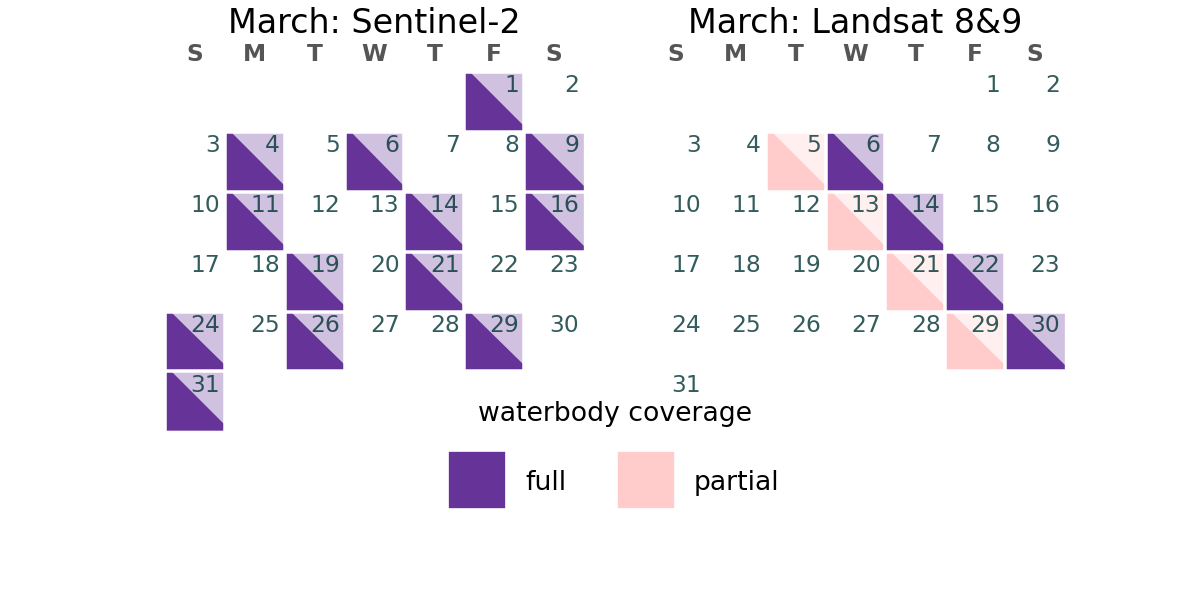 March: Sentinel-2
S M T W T F S
1 2
3 4 5 6 7 8 9
10 11 12 13 14 15 16
17 18 19 20 21 22 23
24 25 26 27 28 29 30
31
March: Landsat 8&9
S M T W T F S
1 2
3 4 5 6 7 8 9
10 11 12 13 14 15 16
17 18 19 20 21 22 23
24 25 26 27 28 29 30
31
waterbody coverage
full partial